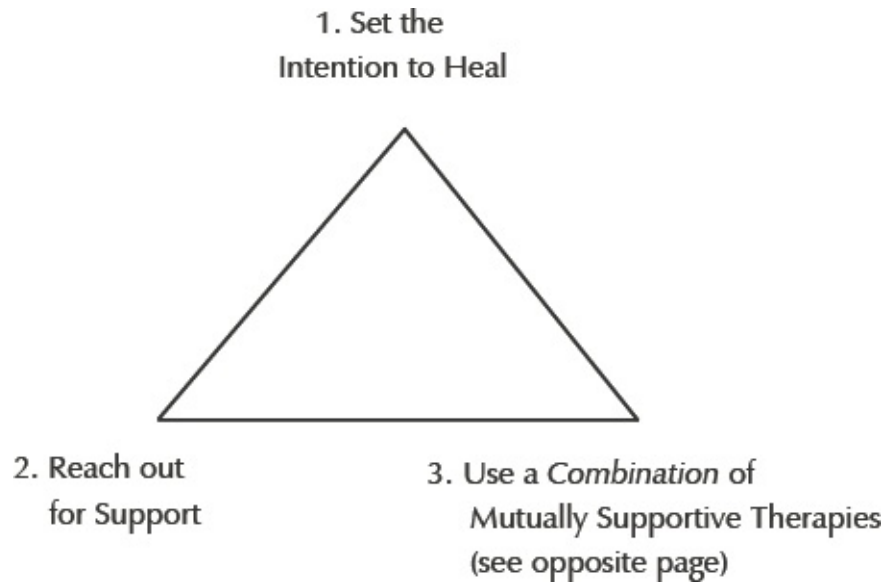 1. Set the
Intention to Heal
2. Reach out
for Support
3. Use a Combination of
Mutually Supportive Therapies
(see opposite page)